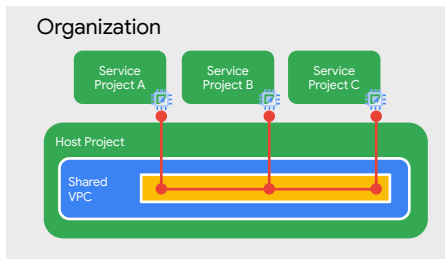 Organization
Service
Project A
Service
Project B
Service
Project C
Host Project
Shared
VPC